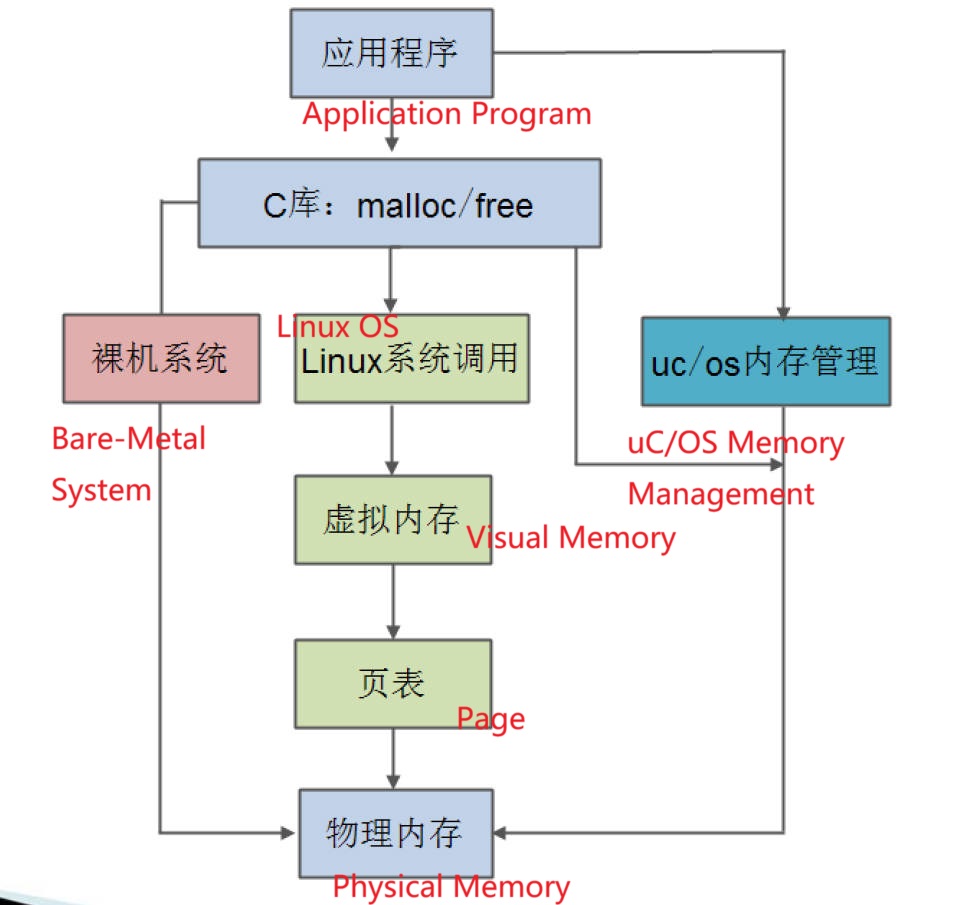 应用程序
Application Program
C库：malloc/free
Linux OS
裸机系统
Linux系统调用
uc/os内存管理
Bare-Metal
System
uC/OS Memory
Management
虚拟内存
Visual Memory
页表
Page
物理内存
Physical Memory